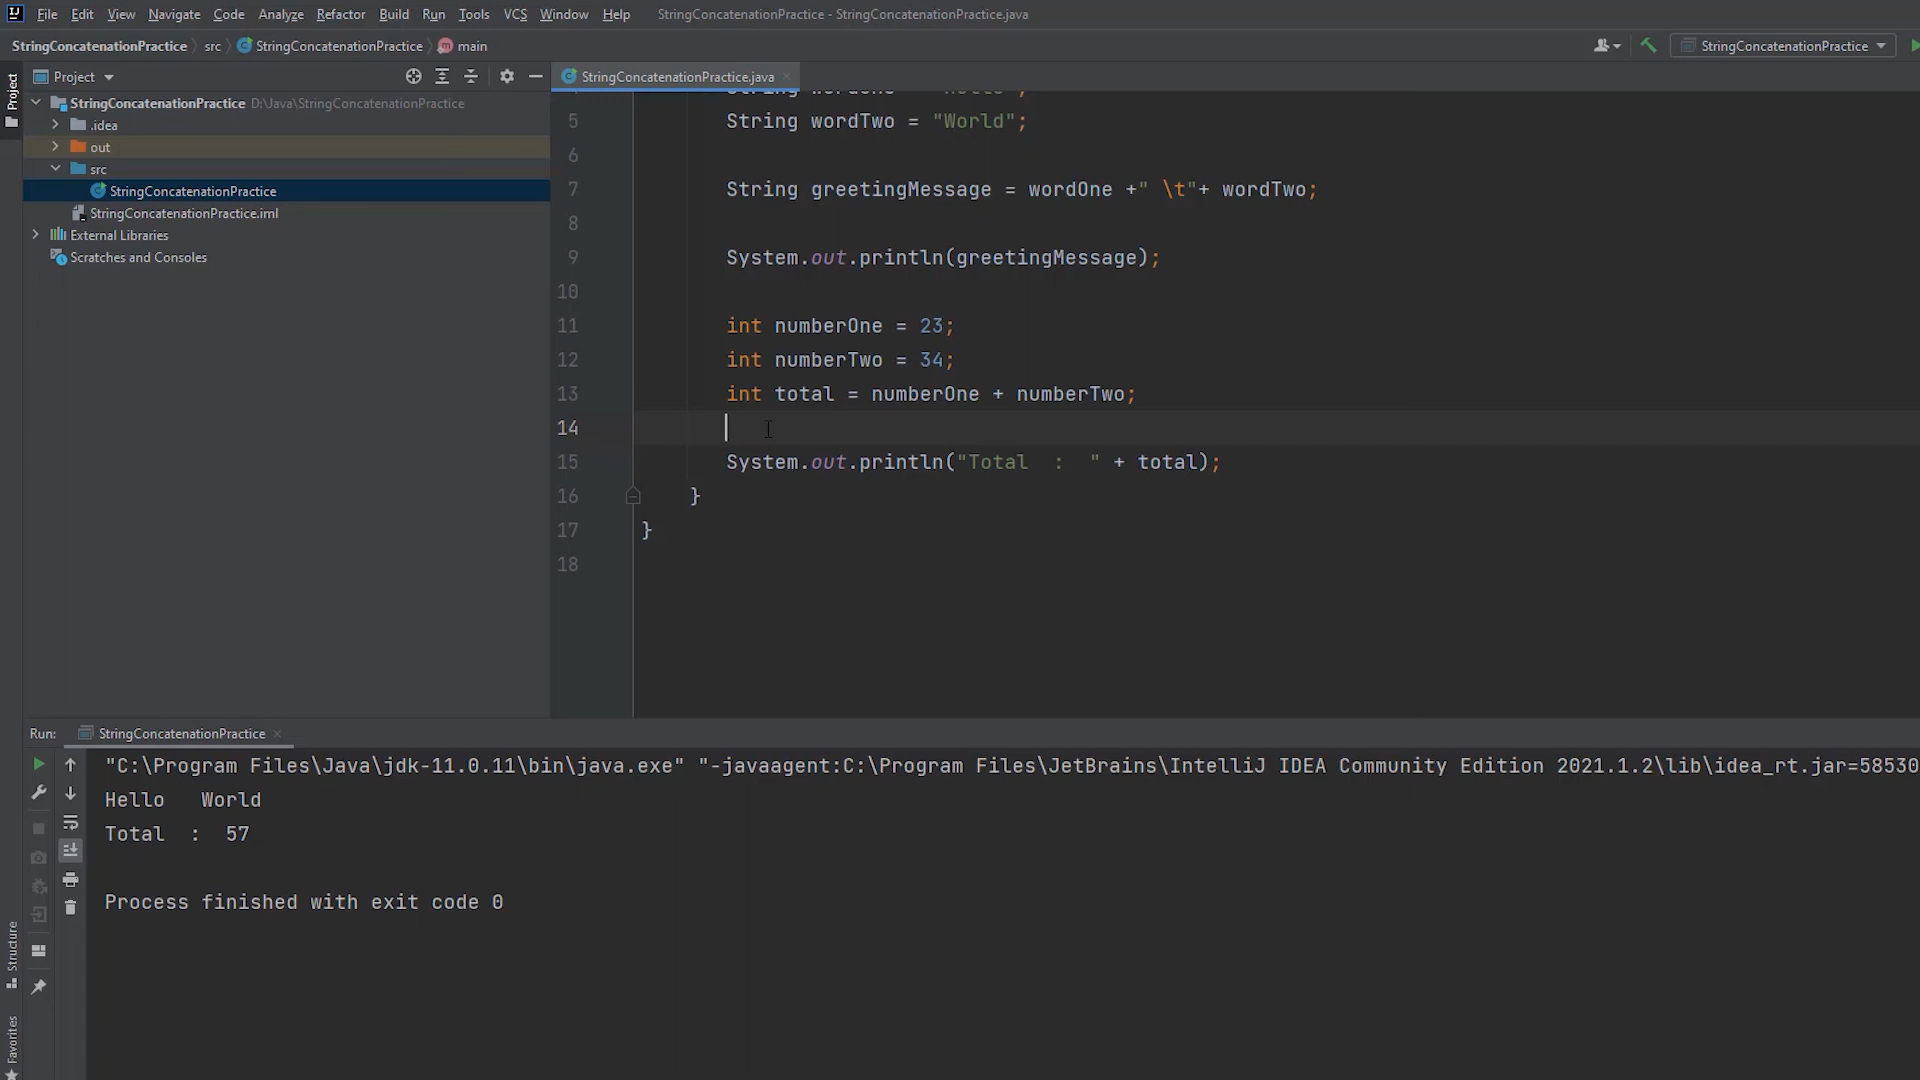 File Edit View Navigate Code Analyze Refactor Build Run Tools VCS Window Help StringConcatenationPractice - StringConcatenationPractice.java
StringConcatenationPractice src StringConcatenationPractice main StringConcatenationPractice
Project
Project
StringConcatenationPractice.java
StringConcatenationPractice D:\Java\StringConcatenationPractice
.idea
out
src
StringConcatenationPractice
StringConcatenationPractice.iml
External Libraries
Scratches and Consoles
5 String wordTwo = "World";
6
7 String greetingMessage = wordOne +" \t"+ wordTwo;
8
9 System.out.println(greetingMessage);
10
11 int numberOne = 23;
12 int numberTwo = 34;
13 int total = numberOne + numberTwo;
14
15 System.out.println("Total  :  " + total);
16 }
17 }
18
Run: StringConcatenationPractice
"C:\Program Files\Java\jdk-11.0.11\bin\java.exe" "-javaagent:C:\Program Files\JetBrains\IntelliJ IDEA Community Edition 2021.1.2\lib\idea_rt.jar=58530
Hello   World
Total  :  57
Process finished with exit code 0
Structure
Favorites